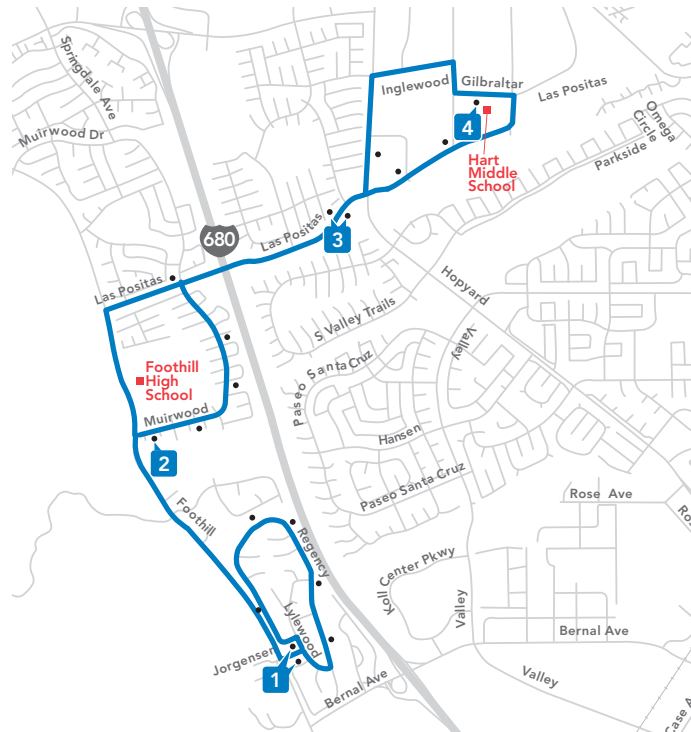 Springdale Ave
Muirwood Dr
Inglewood
Gilbraltar
Las Positas
4
Hart
Middle
School
Omega
Circle
Parkside
680
Las Positas
3
Las Positas
Hopyard
S Valley Trails
Valley
Foothill
High
School
Paseo Santa Cruz
Muirwood
Hansen
2
Paseo Santa Cruz
Foothill
Rose Ave
Ro
Regency
Koll Center Pkwy
Valley
Lylewood
Jorgensen
Bernal Ave
1
Bernal Ave
Valley
Case A